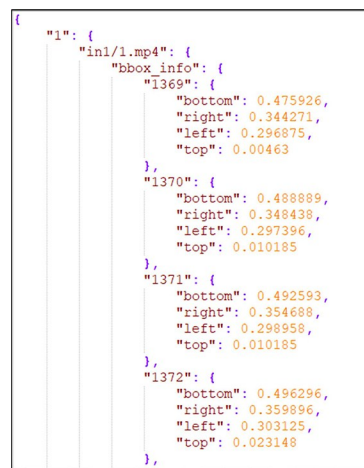 {
"1": {
"in1/1.mp4": {
"bbox_info": {
"1369": {
"bottom": 0.475926,
"right": 0.344271,
"left": 0.296875,
"top": 0.00463
},
"1370": {
"bottom": 0.488889,
"right": 0.348438,
"left": 0.297396,
"top": 0.010185
},
"1371": {
"bottom": 0.492593,
"right": 0.354688,
"left": 0.298958,
"top": 0.010185
},
"1372": {
"bottom": 0.496296,
"right": 0.359896,
"left": 0.303125,
"top": 0.023148
},